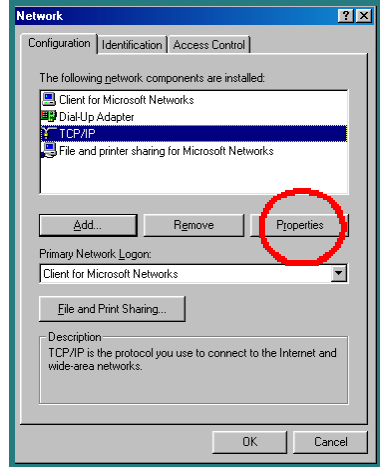 Network
Configuration Identification Access Control
The following network components are installed:
Client for Microsoft Networks
Dial-Up Adapter
TCP/IP
File and printer sharing for Microsoft Networks
Add... Remove Properties
Primary Network Logon:
Client for Microsoft Networks
File and Print Sharing...
Description
TCP/IP is the protocol you use to connect to the Internet and
wide-area networks.
OK Cancel